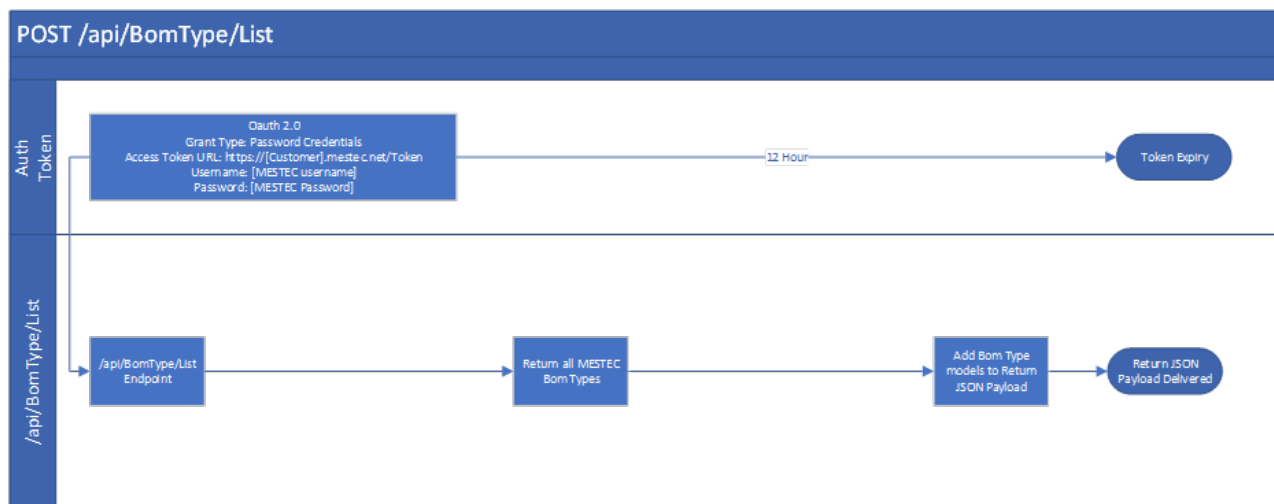 POST /api/BomType/List
Auth
Token
Oauth 2.0
Grant Type: Password Credentials
Access Token URL: https://[Customer].mestec.net/Token
Username: [MESTEC username]
Password: [MESTEC Password]
12 Hour
Token Expiry
/api/BomType/List
/api/BomType/List
Endpoint
Return all MESTEC
BomTypes
Add Bom Type
models to Return
JSON Payload
Return JSON
Payload Delivered